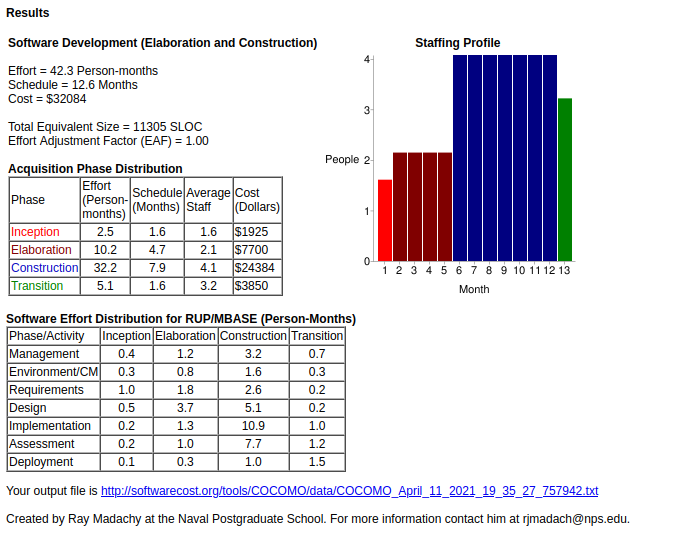 Results
Software Development (Elaboration and Construction)
Effort = 42.3 Person-months
Schedule = 12.6 Months
Cost = $32084
Total Equivalent Size = 11305 SLOC
Effort Adjustment Factor (EAF) = 1.00
Acquisition Phase Distribution
Phase Effort (Person-months) Schedule (Months) Average Staff Cost (Dollars)
Inception 2.5 1.6 1.6 $1925
Elaboration 10.2 4.7 2.1 $7700
Construction 32.2 7.9 4.1 $24384
Transition 5.1 1.6 3.2 $3850
Staffing Profile
4
3
People 2
1
0
1 2 3 4 5 6 7 8 9 10 11 12 13
Month
Software Effort Distribution for RUP/MBASE (Person-Months)
Phase/Activity Inception Elaboration Construction Transition
Management 0.4 1.2 3.2 0.7
Environment/CM 0.3 0.8 1.6 0.3
Requirements 1.0 1.8 2.6 0.2
Design 0.5 3.7 5.1 0.2
Implementation 0.2 1.3 10.9 1.0
Assessment 0.2 1.0 7.7 1.2
Deployment 0.1 0.3 1.0 1.5
Your output file is http://softwarecost.org/tools/COCOMO/data/COCOMO_April_11_2021_19_35_27_757942.txt
Created by Ray Madachy at the Naval Postgraduate School. For more information contact him at rjmadach@nps.edu.